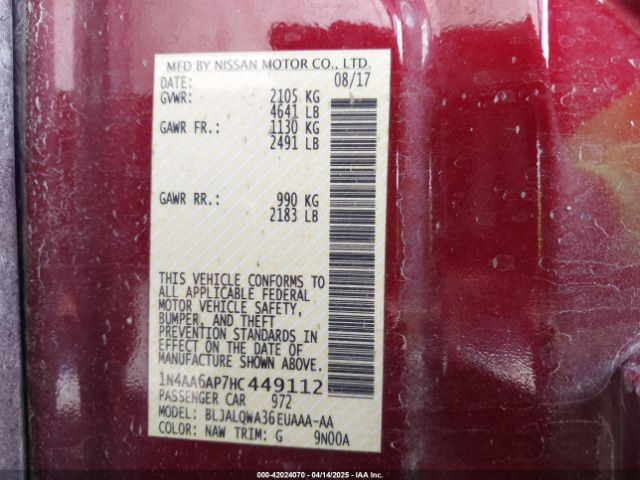 MFD BY NISSAN MOTOR CO., LTD.
DATE: 08/17
GVWR: 2105 KG
4641 LB
GAWR FR.: 1130 KG
2491 LB
GAWR RR.: 990 KG
2183 LB
THIS VEHICLE CONFORMS TO
ALL APPLICABLE FEDERAL
MOTOR VEHICLE SAFETY,
BUMPER, AND THEFT
PREVENTION STANDARDS IN
EFFECT ON THE DATE OF
MANUFACTURE SHOWN ABOVE.
1N4AA6AP7HC449112
PASSENGER CAR 972
MODEL: BLJALQWA36EUAAA-AA
COLOR: NAW TRIM: G 9N00A
000-42024070 - 04/14/2025 - IAA Inc.